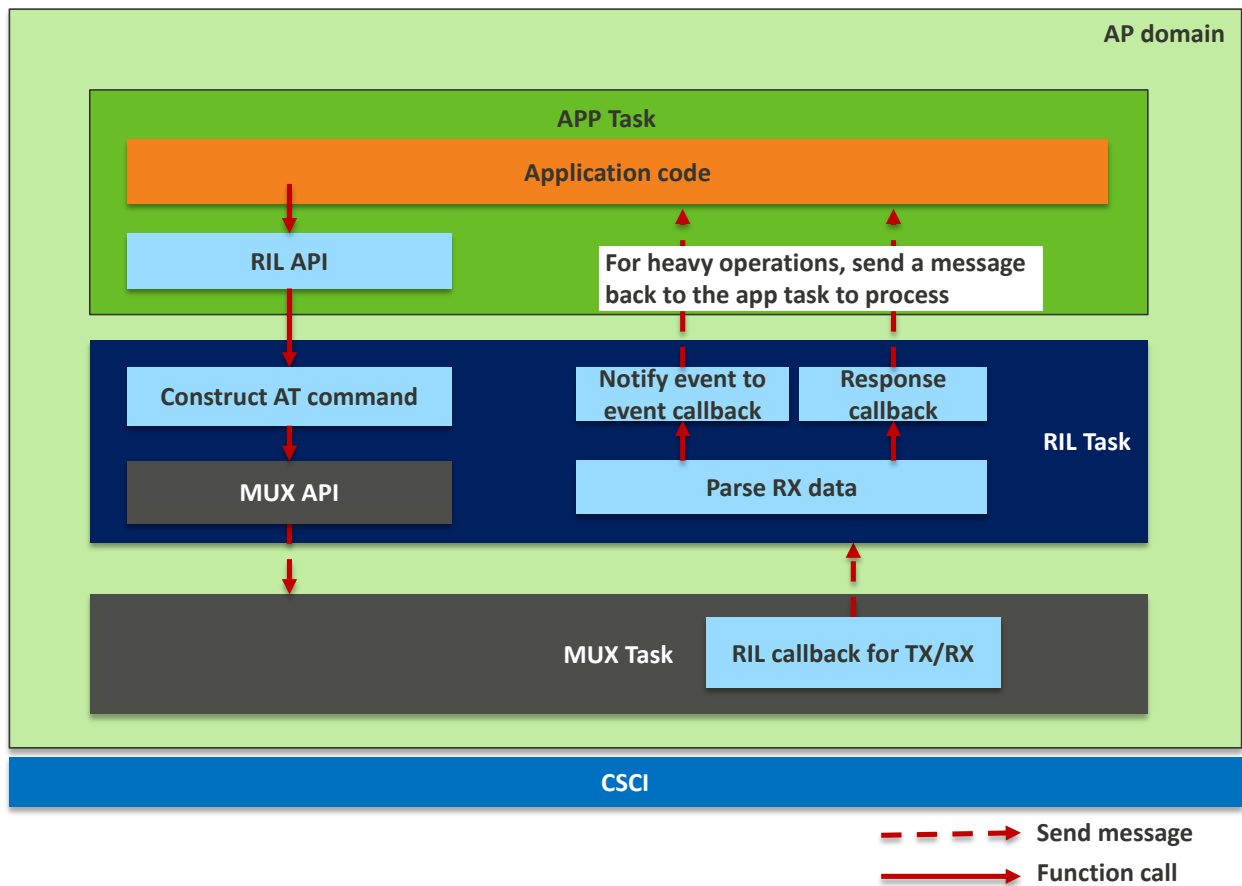 AP domain
APP Task
Application code
RIL API
For heavy operations, send a message
back to the app task to process
Construct AT command
Notify event to
event callback
Response
callback
RIL Task
MUX API
Parse RX data
MUX Task
RIL callback for TX/RX
CSCI
Send message
Function call